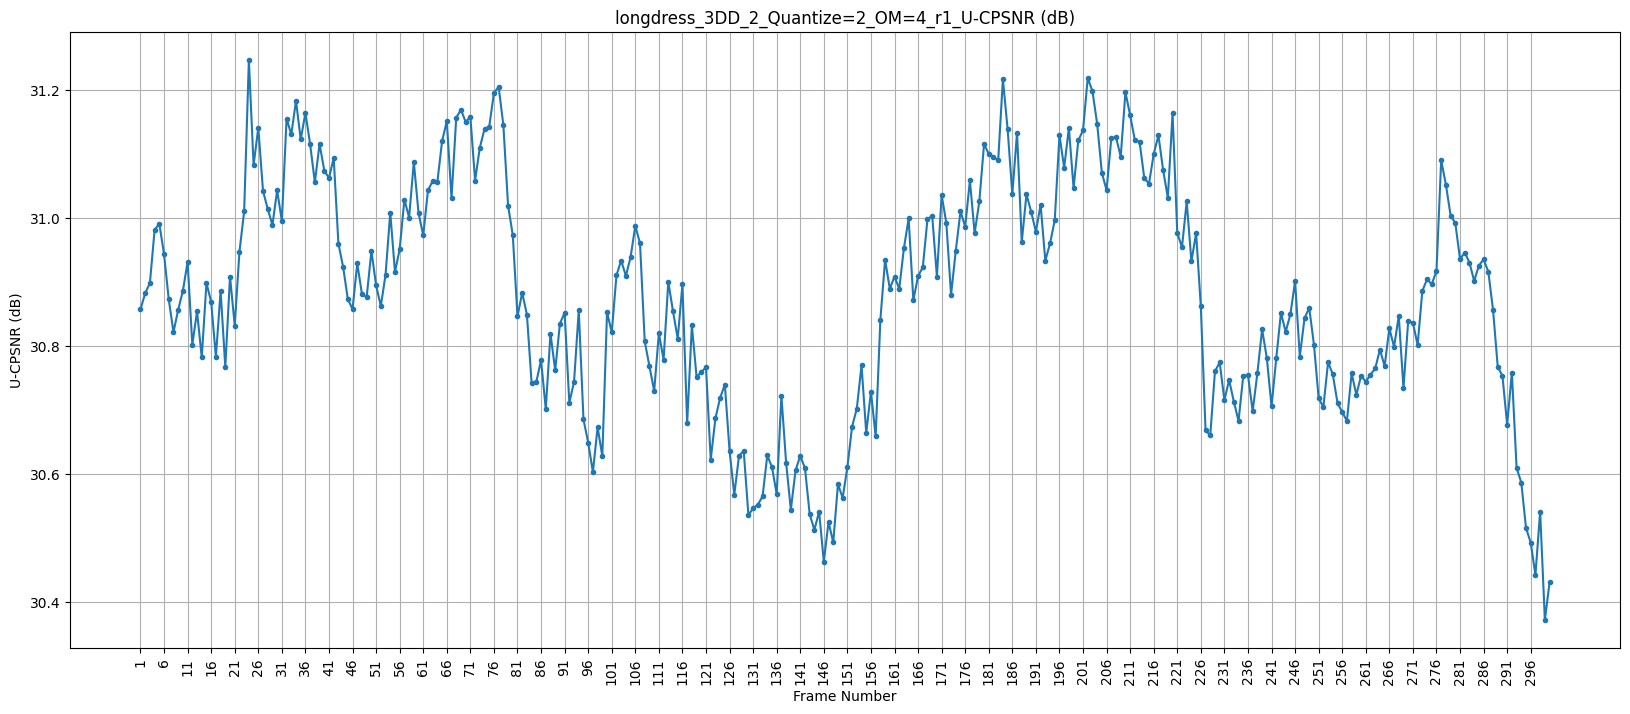 longdress_3DD_2_Quantize=2_OM=4_r1_U-CPSNR (dB)
31.2
31.0
30.8
30.6
30.4
U-CPSNR (dB)
1 6 11 16 21 26 31 36 41 46 51 56 61 66 71 76 81 86 91 96 101 106 111 116 121 126 131 136 141 146 151 156 161 166 171 176 181 186 191 196 201 206 211 216 221 226 231 236 241 246 251 256 261 266 271 276 281 286 291 296
Frame Number